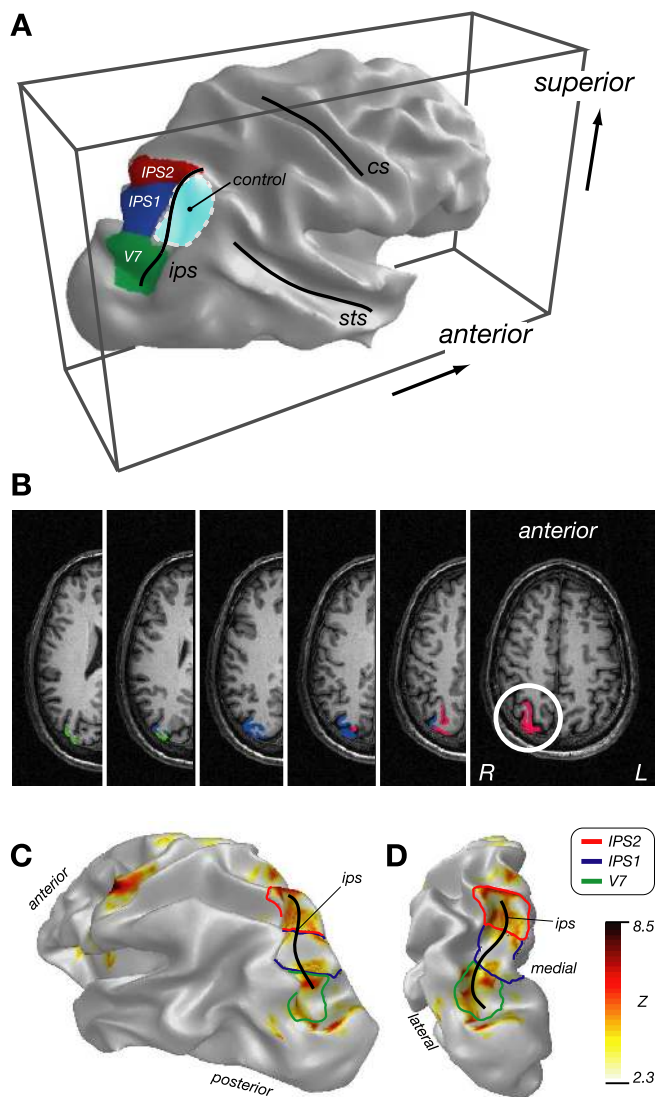 A
superior
IPS2
control
IPS1
cs
V7
ips
sts
anterior
B
anterior
R
L
C
D
IPS2
IPS1
V7
anterior
ips
ips
8.5
medial
Z
lateral
posterior
2.3